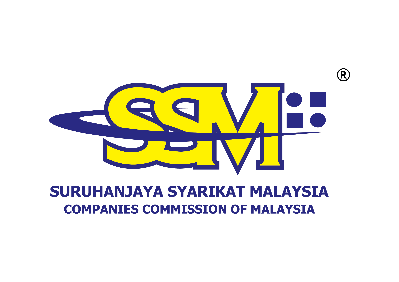 SSM®
SURUHANJAYA SYARIKAT MALAYSIA
COMPANIES COMMISSION OF MALAYSIA